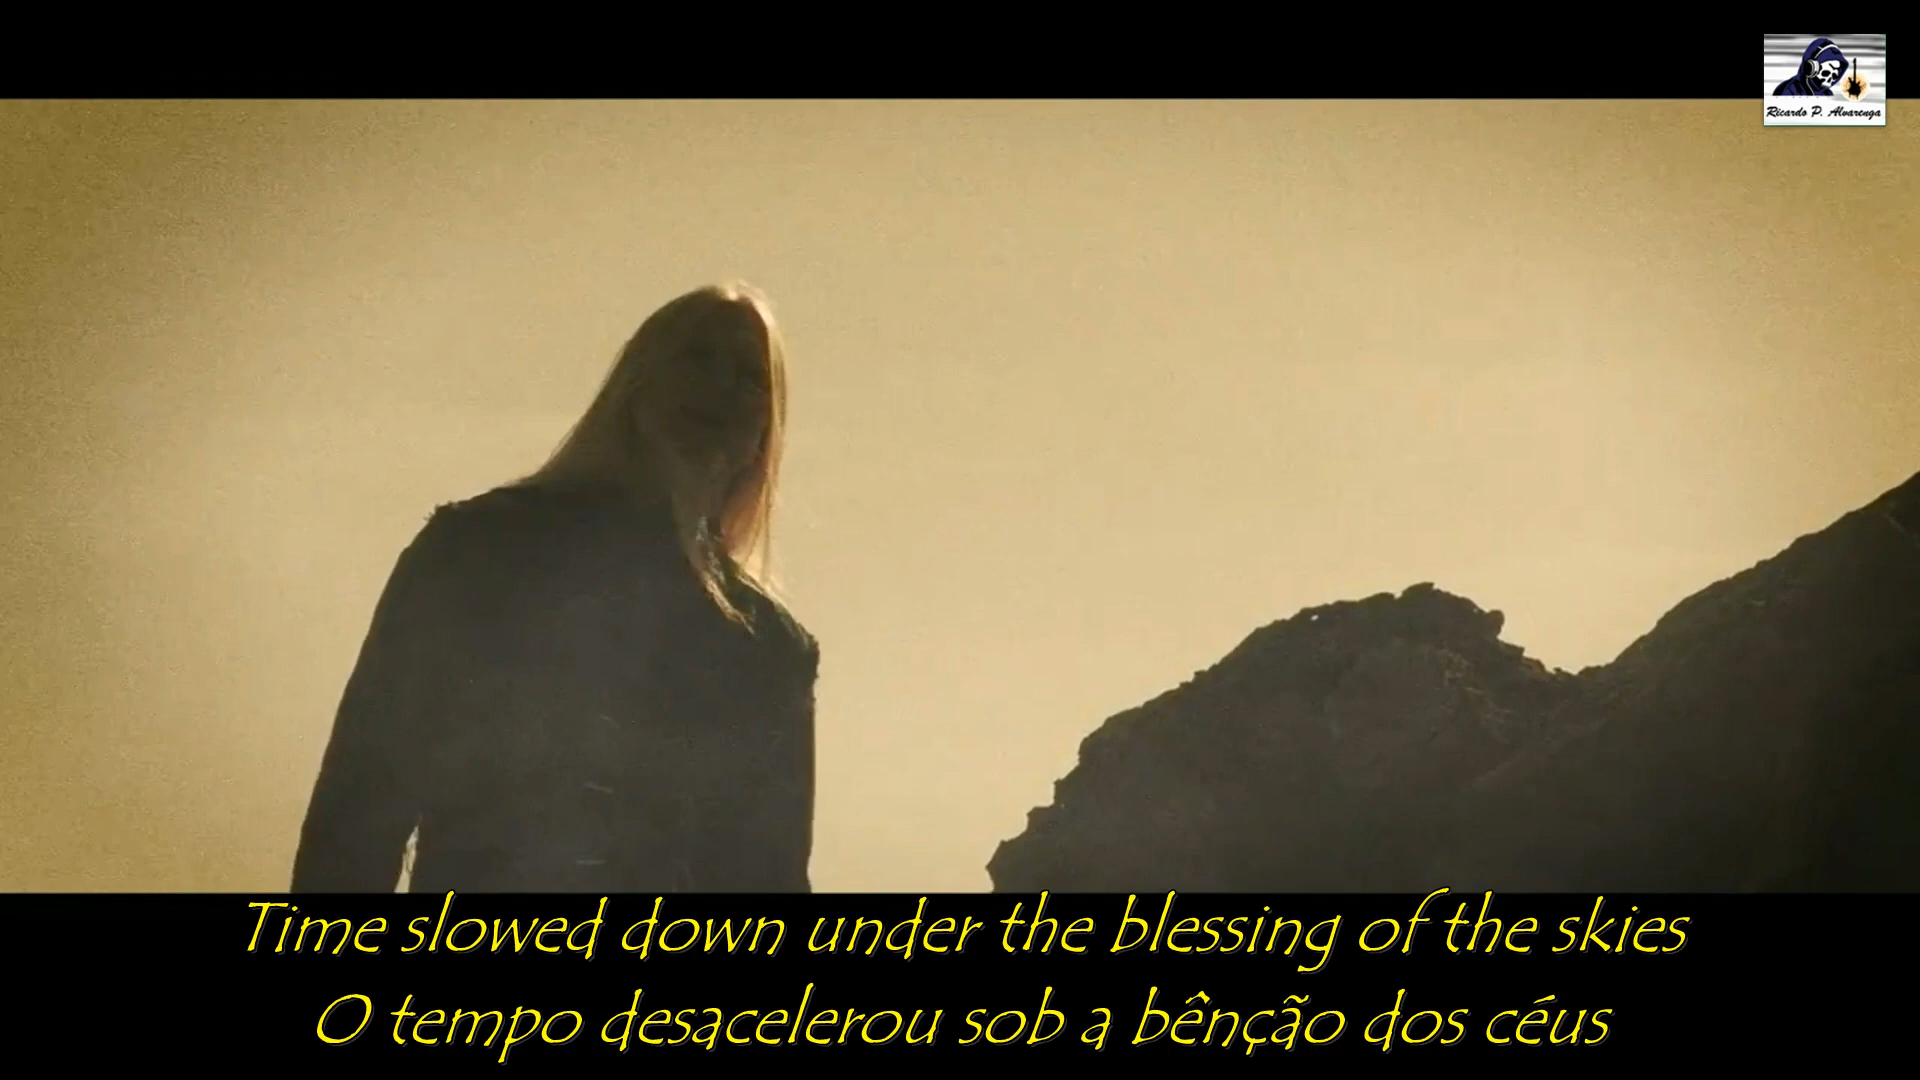 Ricardo P. Alvarenga
Time slowed down under the blessing of the skies
O tempo desacelerou sob a bênção dos céus